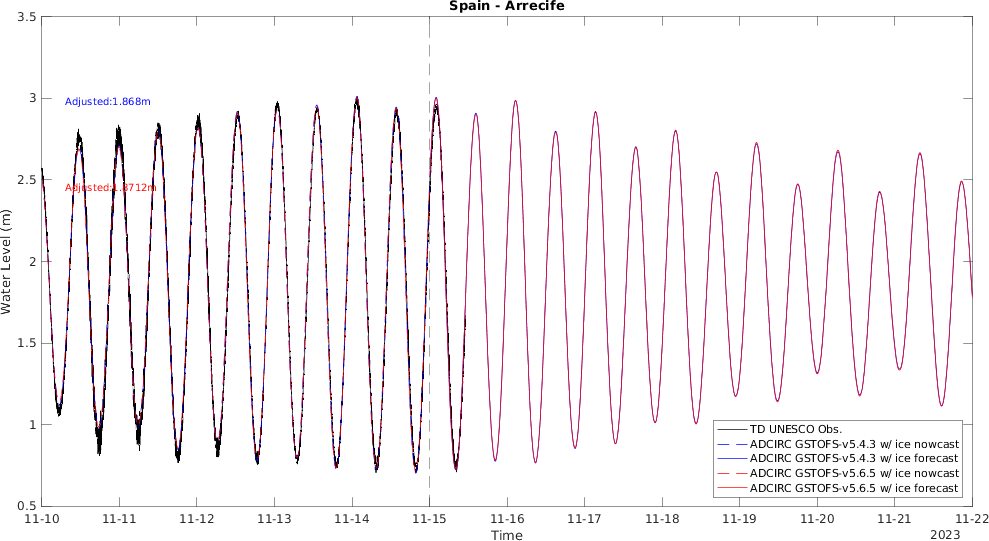 Spain - Arrecife
3.5
3
2.5
2
1.5
1
0.5
Water Level (m)
Adjusted:1.868m
Adjusted:1.8712m
TD UNESCO Obs.
ADCIRC GSTOFS-v5.4.3 w/ ice nowcast
ADCIRC GSTOFS-v5.4.3 w/ ice forecast
ADCIRC GSTOFS-v5.6.5 w/ ice nowcast
ADCIRC GSTOFS-v5.6.5 w/ ice forecast
11-10 11-11 11-12 11-13 11-14 11-15 11-16 11-17 11-18 11-19 11-20 11-21 11-22
Time
2023